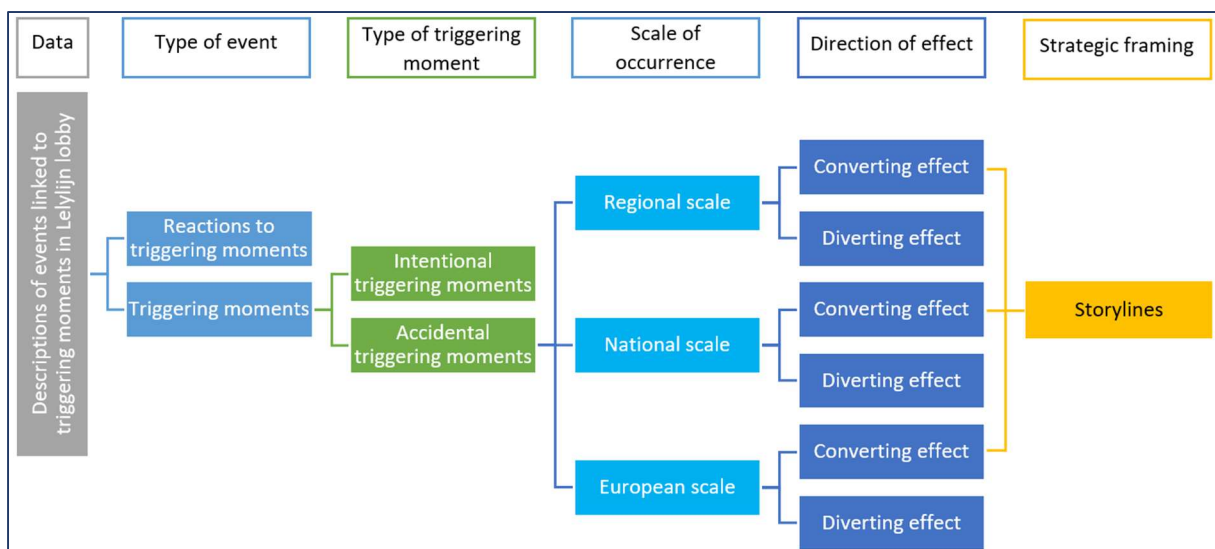 Data
Type of event
Type of triggering
moment
Scale of
occurrence
Direction of effect
Strategic framing
Descriptions of events linked to
triggering moments in Lelylijn lobby
Reactions to
triggering moments
Triggering moments
Intentional
triggering moments
Accidental
triggering moments
Regional scale
National scale
European scale
Converting effect
Diverting effect
Converting effect
Diverting effect
Converting effect
Diverting effect
Storylines